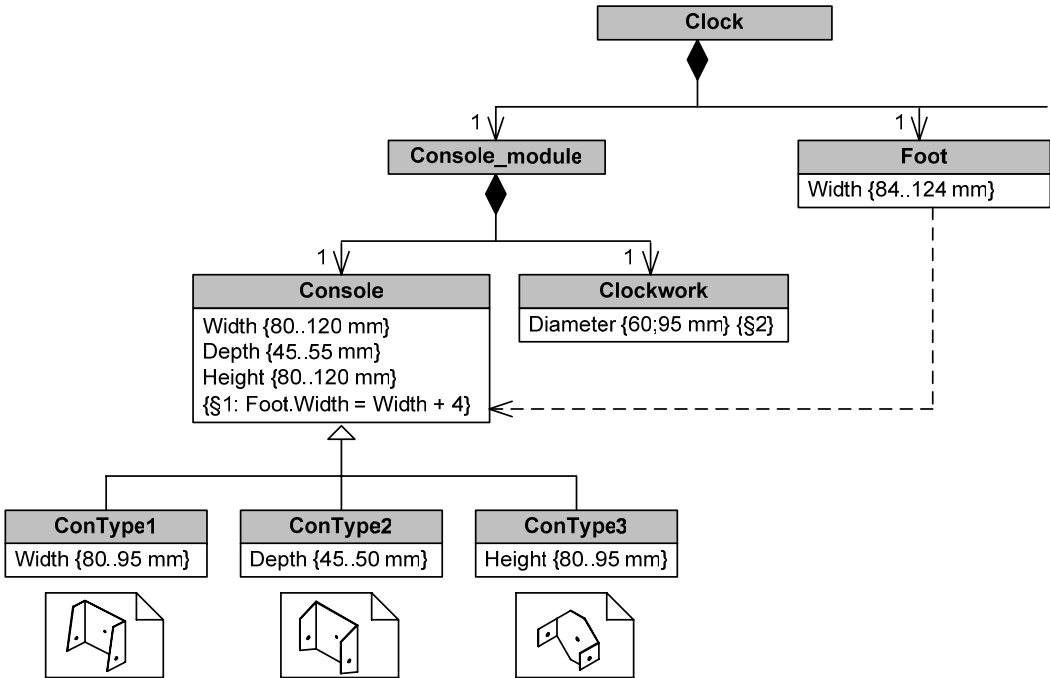 Clock
1
Console_module
1
Foot
Width {84..124 mm}
1
Console
Width {80..120 mm}
Depth {45..55 mm}
Height {80..120 mm}
{§1: Foot.Width = Width + 4}
1
Clockwork
Diameter {60;95 mm} {§2}
ConType1
Width {80..95 mm}
ConType2
Depth {45..50 mm}
ConType3
Height {80..95 mm}